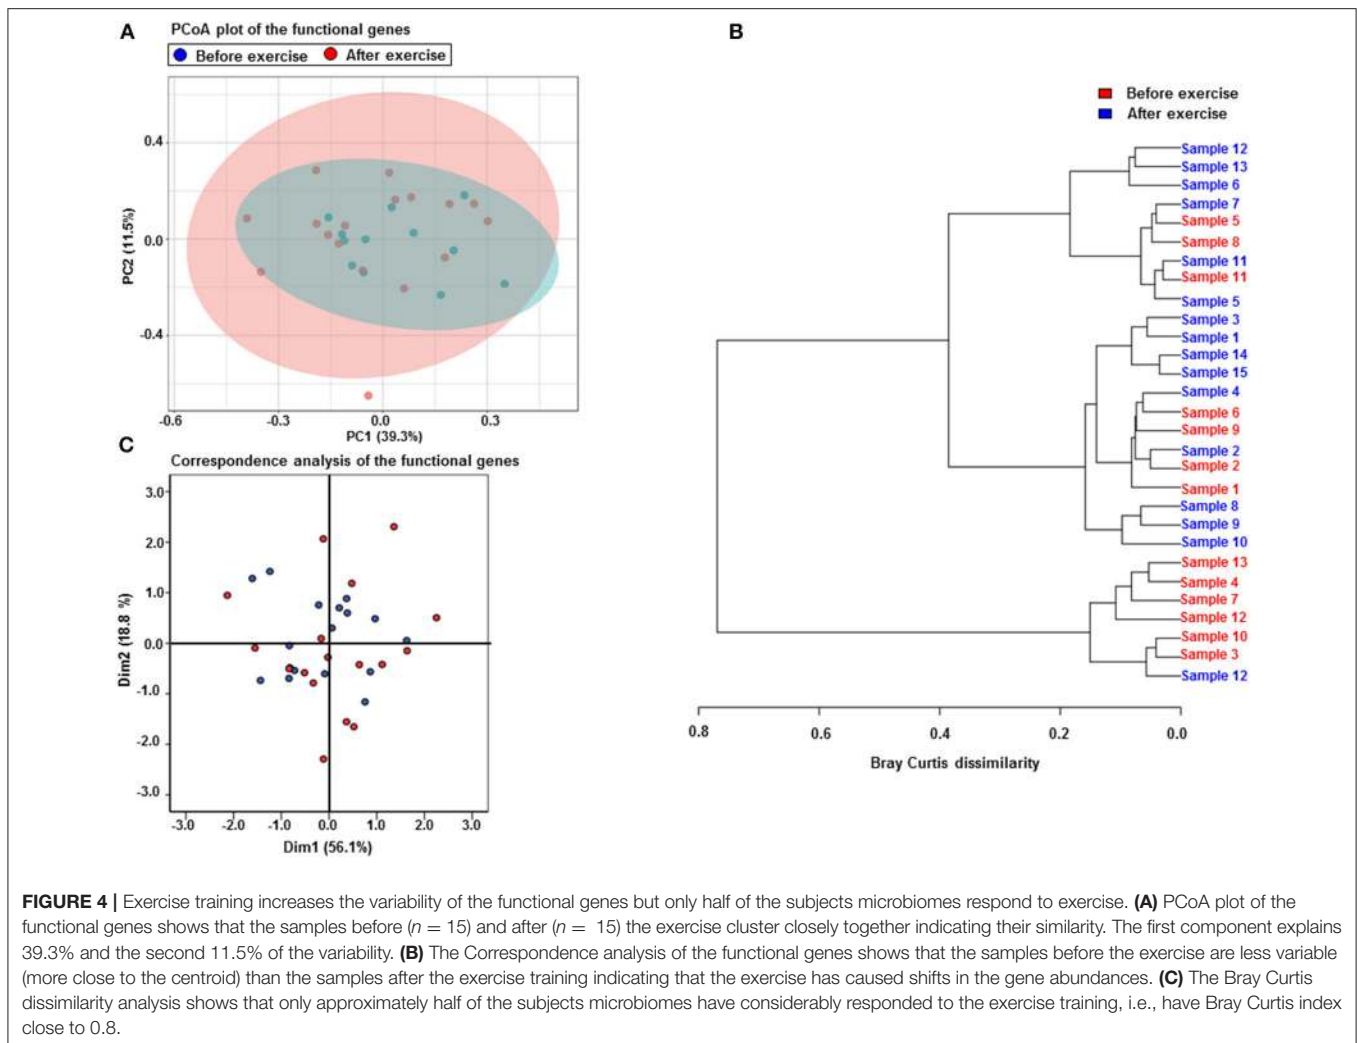 A
PCoA plot of the functional genes
Before exercise After exercise
0.4
0.0
-0.4
PC2 (11.5%)
-0.6 -0.3 0.0 0.3
PC1 (39.3%)
B
Before exercise
After exercise
Sample 12
Sample 13
Sample 6
Sample 7
Sample 5
Sample 8
Sample 11
Sample 11
Sample 5
Sample 3
Sample 1
Sample 14
Sample 15
Sample 4
Sample 6
Sample 9
Sample 2
Sample 2
Sample 1
Sample 8
Sample 9
Sample 10
Sample 13
Sample 4
Sample 7
Sample 12
Sample 10
Sample 3
Sample 12
0.8 0.6 0.4 0.2 0.0
Bray Curtis dissimilarity
C
Correspondence analysis of the functional genes
3.0
2.0
1.0
0.0
-1.0
-2.0
-3.0
Dim2 (18.8 %)
-3.0 -2.0 -1.0 0.0 1.0 2.0 3.0
Dim1 (56.1%)
FIGURE 4 | Exercise training increases the variability of the functional genes but only half of the subjects microbiomes respond to exercise. (A) PCoA plot of the
functional genes shows that the samples before (n = 15) and after (n = 15) the exercise cluster closely together indicating their similarity. The first component explains
39.3% and the second 11.5% of the variability. (B) The Correspondence analysis of the functional genes shows that the samples before the exercise are less variable
(more close to the centroid) than the samples after the exercise training indicating that the exercise has caused shifts in the gene abundances. (C) The Bray Curtis
dissimilarity analysis shows that only approximately half of the subjects microbiomes have considerably responded to the exercise training, i.e., have Bray Curtis index
close to 0.8.